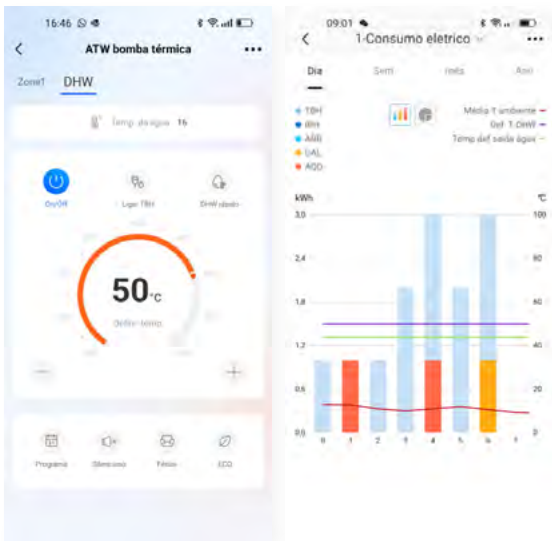 16:46
ATW bomba térmica
Zone1 DHW
Temp. da água 16
On/Off
Ligar TBH
DHW rápido
50°C
Definir temp.
Programa
Silencioso
Férias
ECO
09:01
1-Consumo eletrico
Dia Sem mês Ano
TBH
IBH
AHS
AQD
Média T ambiente
Def. T DHW
Temp def saída água
kWh
°C
3,0 100
2,4 80
1,8 60
1,2 40
0,6 20
0,0 0
0 1 2 3 4 5 6 7